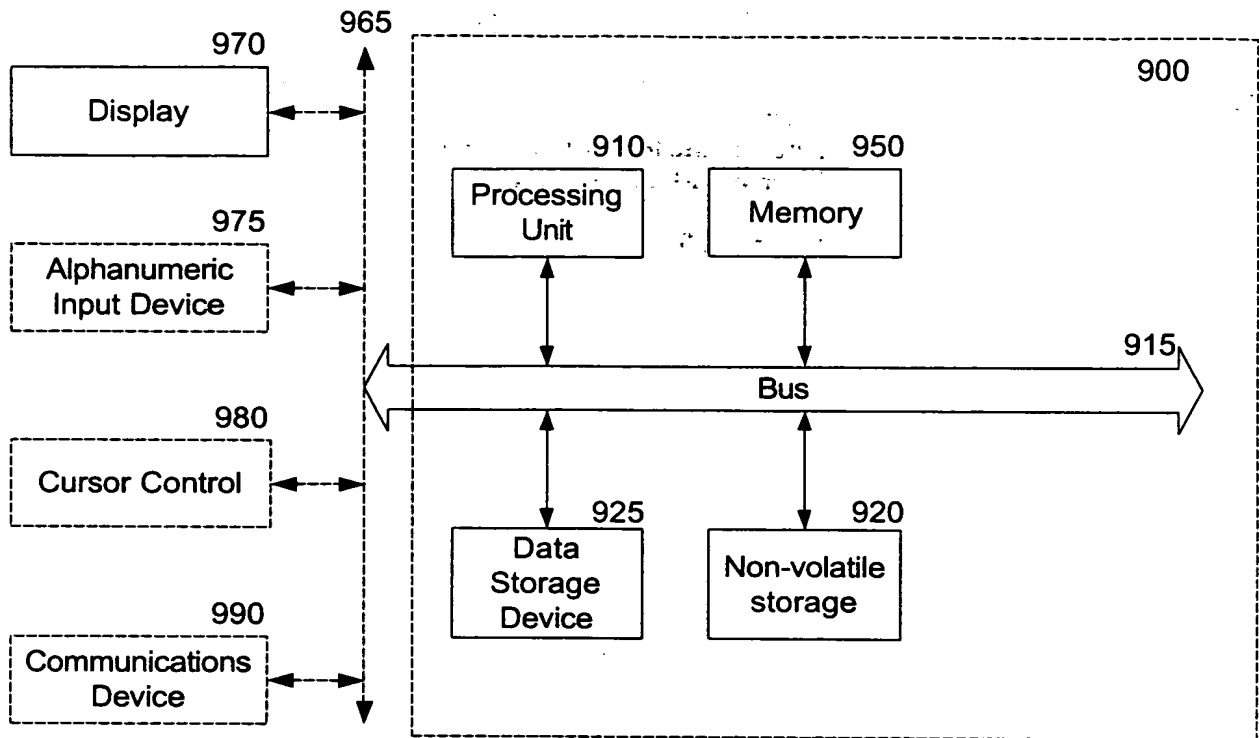 965
970
Display
900
910
Processing
Unit
950
Memory
975
Alphanumeric
Input Device
915
Bus
980
Cursor Control
925
Data
Storage
Device
920
Non-volatile
storage
990
Communications
Device